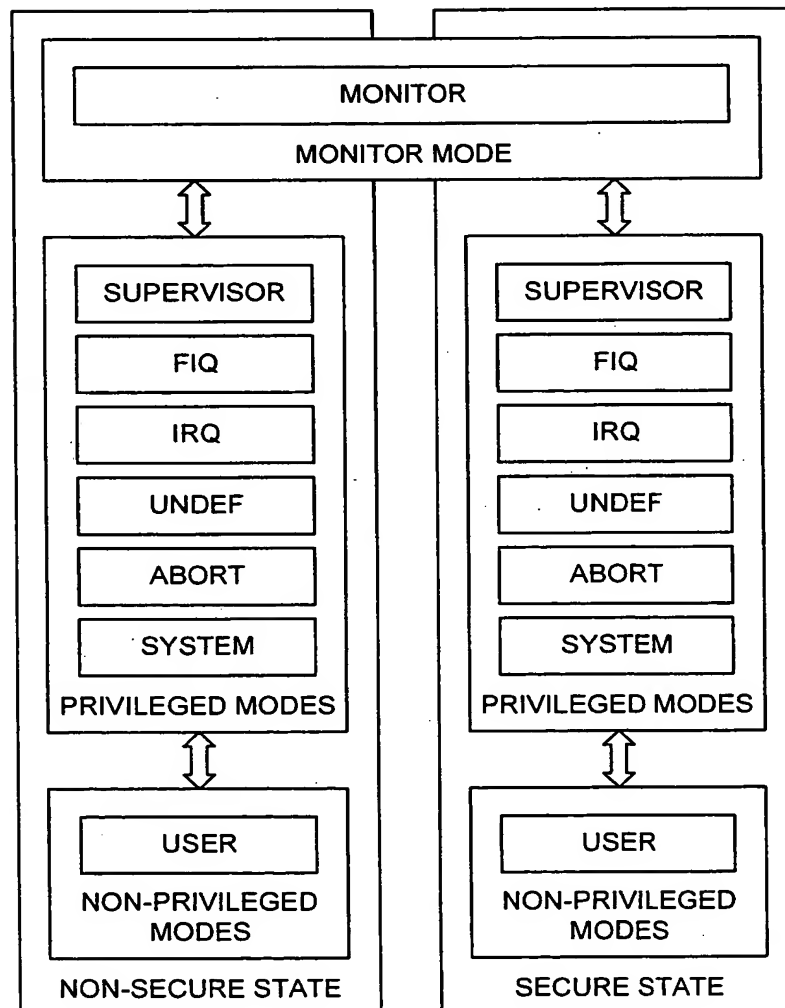 MONITOR
MONITOR MODE
SUPERVISOR
FIQ
IRQ
UNDEF
ABORT
SYSTEM
PRIVILEGED MODES
USER
NON-PRIVILEGED
MODES
NON-SECURE STATE
SUPERVISOR
FIQ
IRQ
UNDEF
ABORT
SYSTEM
PRIVILEGED MODES
USER
NON-PRIVILEGED
MODES
SECURE STATE